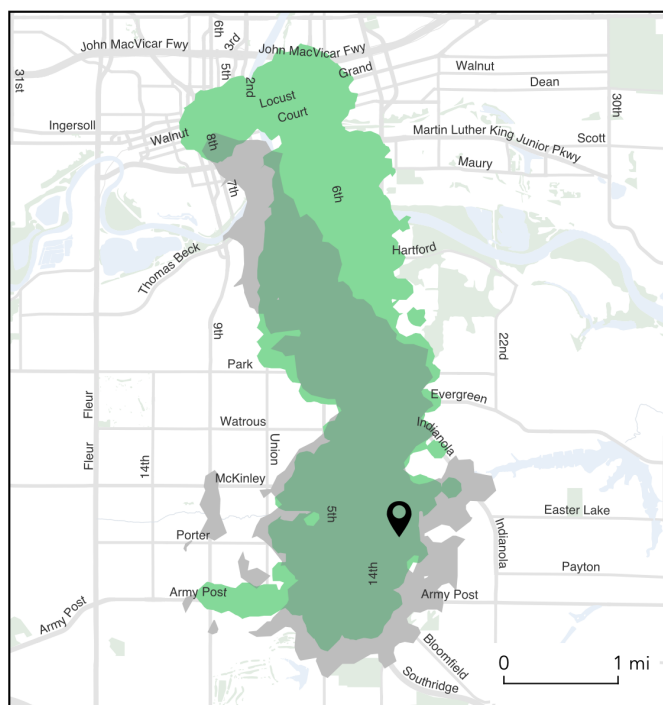 6th
3rd
John MacVicar Fwy
John MacVicar Fwy
5th
2nd
Grand
Walnut
Dean
31st
30th
Locust
Court
Ingersoll
Walnut
8th
Martin Luther King Junior Pkwy
Scott
Maury
7th
6th
Hartford
Thomas Beck
9th
22nd
Park
Fleur
Evergreen
Watrous
Indianola
Fleur
14th
Union
McKinley
5th
Easter Lake
Indianola
Porter
14th
Payton
Army Post
Army Post
Army Post
Bloomfield
Southridge
0 1 mi